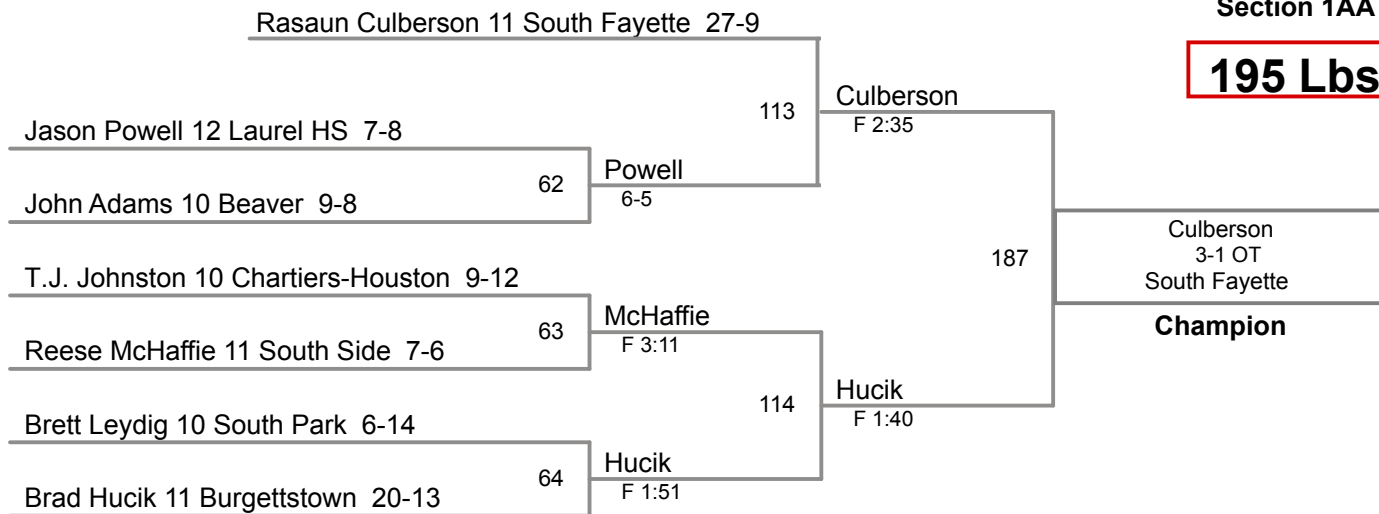 Section 1AA
195 Lbs
Rasaun Culberson 11 South Fayette 27-9
113
Culberson
F 2:35
Jason Powell 12 Laurel HS 7-8
62
Powell
6-5
John Adams 10 Beaver 9-8
187
Culberson
3-1 OT
South Fayette
Champion
T.J. Johnston 10 Chartiers-Houston 9-12
63
McHaffie
F 3:11
Reese McHaffie 11 South Side 7-6
114
Hucik
F 1:40
Brett Leydig 10 South Park 6-14
64
Hucik
F 1:51
Brad Hucik 11 Burgettstown 20-13